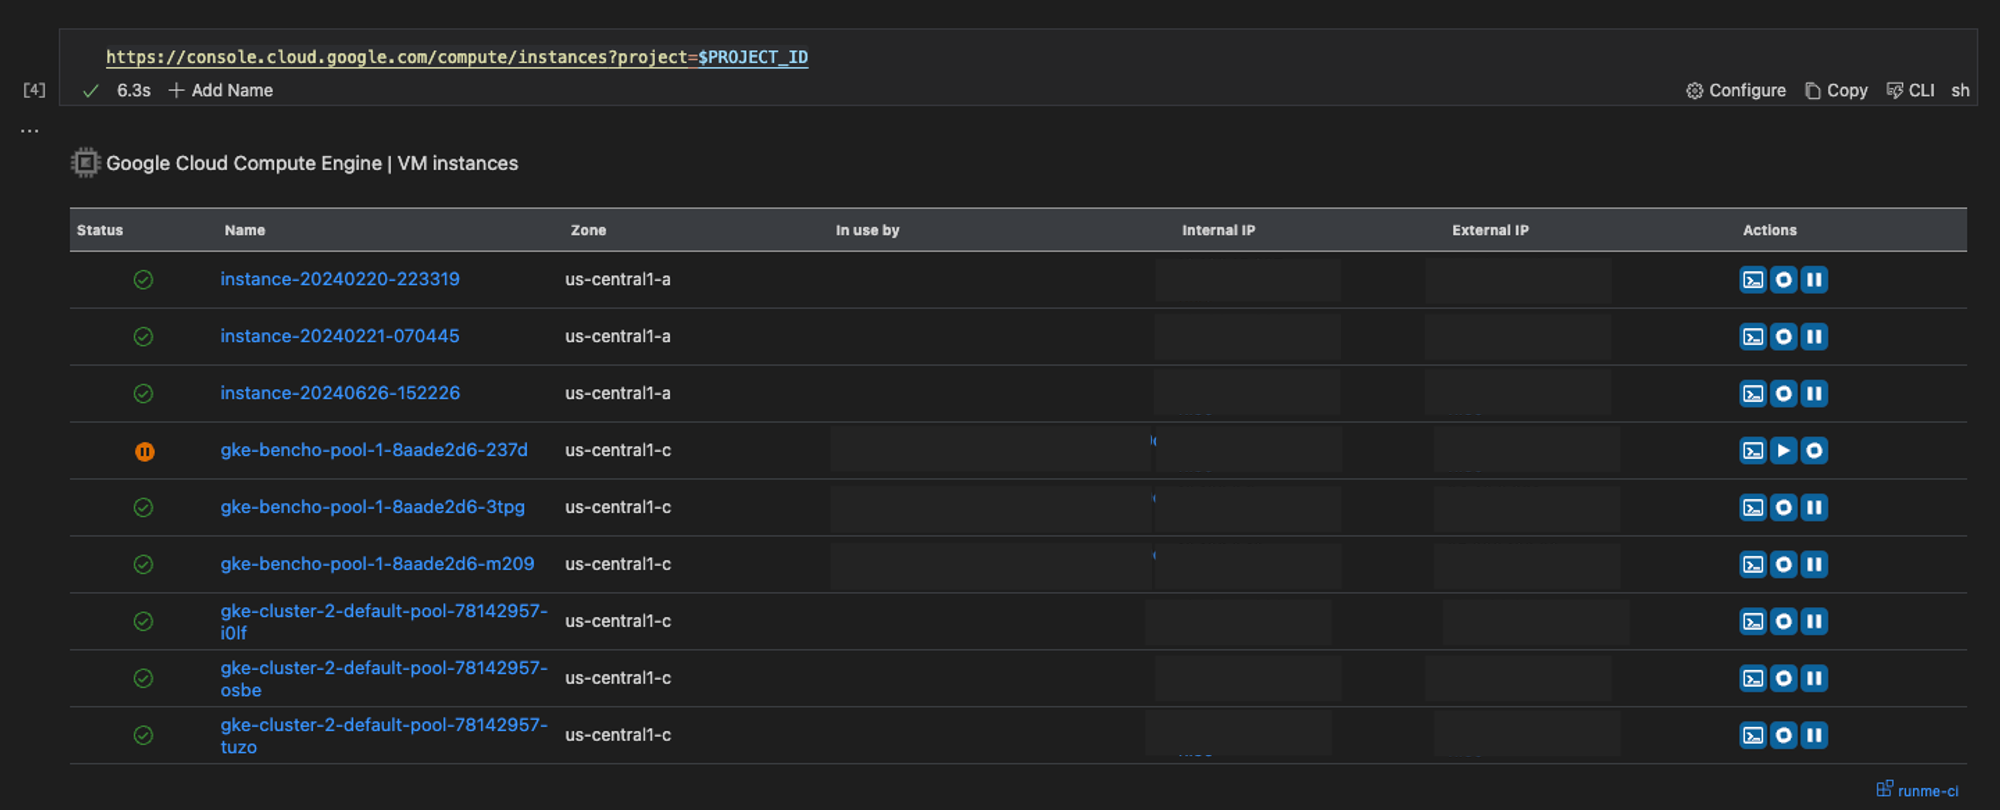 https://console.cloud.google.com/compute/instances?project=$PROJECT_ID
[4] 6.3s Add Name Configure Copy CLI sh
...
Google Cloud Compute Engine | VM instances
Status Name Zone In use by Internal IP External IP Actions
instance-20240220-223319 us-central1-a
instance-20240221-070445 us-central1-a
instance-20240626-152226 us-central1-a
gke-bencho-pool-1-8aade2d6-237d us-central1-c
gke-bencho-pool-1-8aade2d6-3tpg us-central1-c
gke-bencho-pool-1-8aade2d6-m209 us-central1-c
gke-cluster-2-default-pool-78142957-
i0lf us-central1-c
gke-cluster-2-default-pool-78142957-
osbe us-central1-c
gke-cluster-2-default-pool-78142957-
tuzo us-central1-c
runme-ci